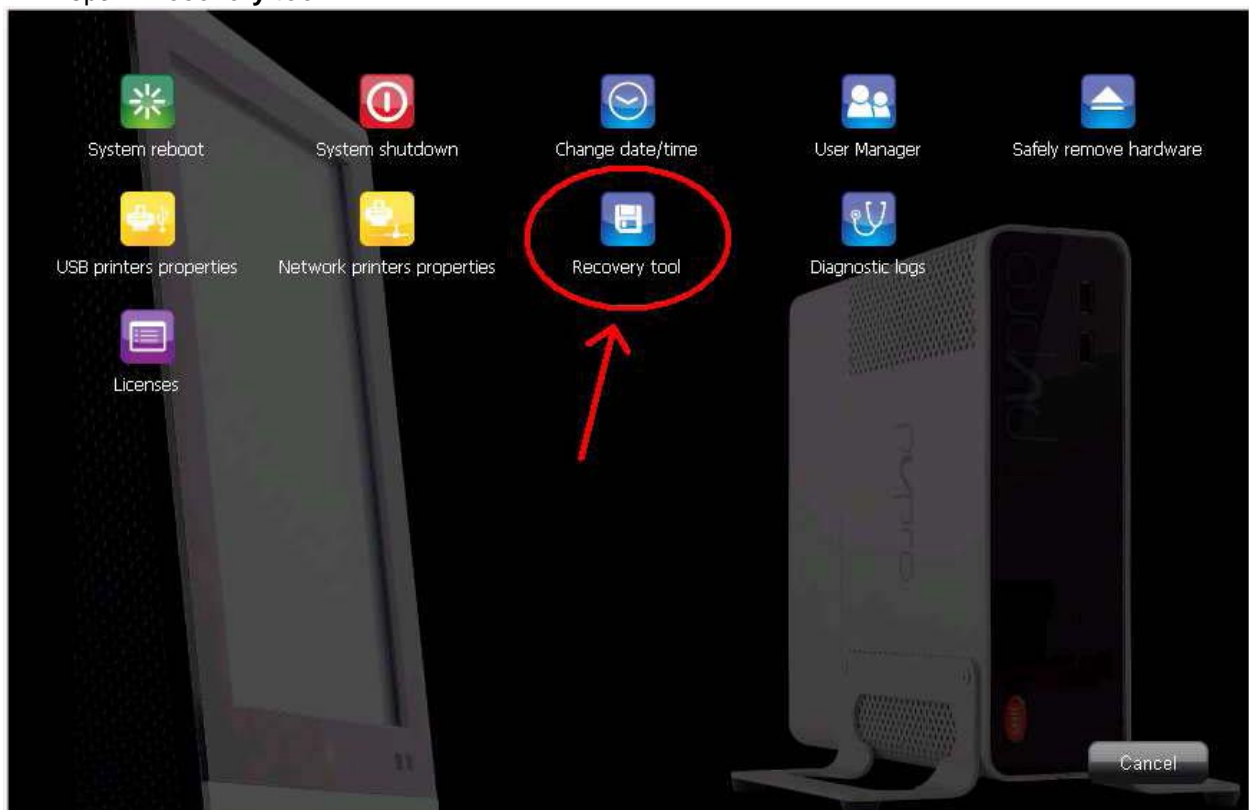 System reboot
System shutdown
Change date/time
User Manager
Safely remove hardware
USB printers properties
Network printers properties
Recovery tool
Diagnostic logs
Licenses
Cancel